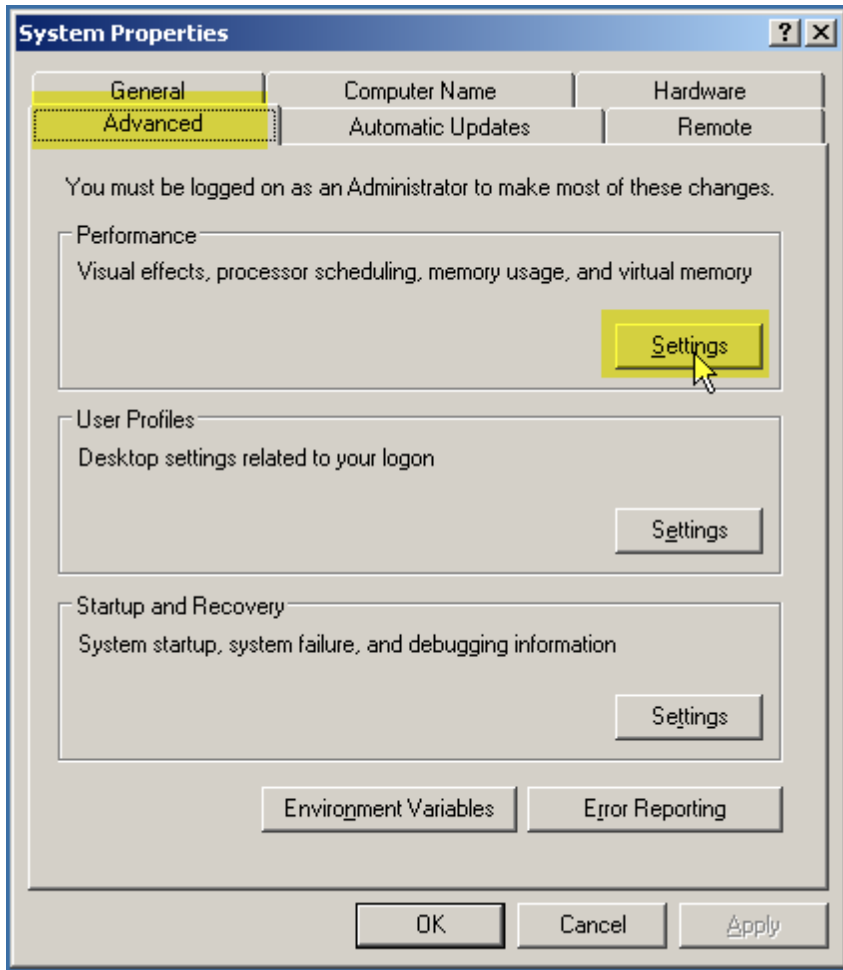 System Properties
General Computer Name Hardware
Advanced Automatic Updates Remote
You must be logged on as an Administrator to make most of these changes.
Performance
Visual effects, processor scheduling, memory usage, and virtual memory
Settings
User Profiles
Desktop settings related to your logon
Settings
Startup and Recovery
System startup, system failure, and debugging information
Settings
Environment Variables Error Reporting
OK Cancel Apply